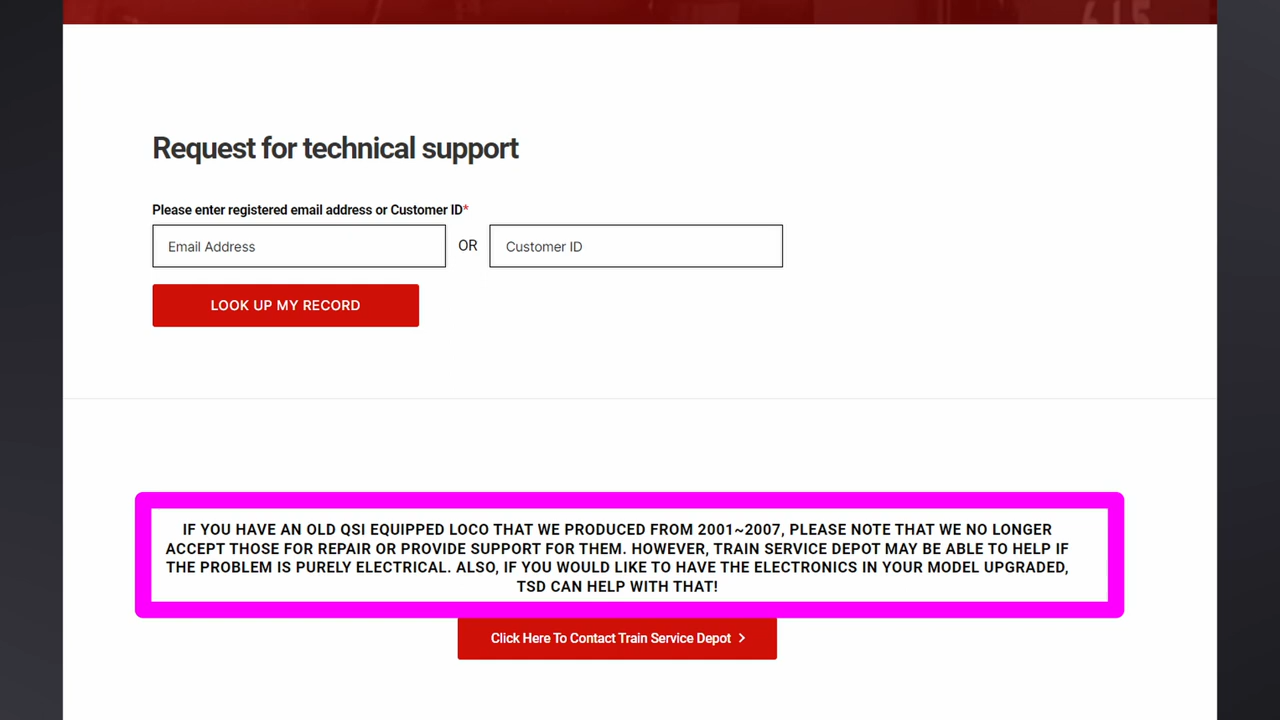 615
Request for technical support
Please enter registered email address or Customer ID*
Email Address OR Customer ID
LOOK UP MY RECORD
IF YOU HAVE AN OLD QSI EQUIPPED LOCO THAT WE PRODUCED FROM 2001~2007, PLEASE NOTE THAT WE NO LONGER
ACCEPT THOSE FOR REPAIR OR PROVIDE SUPPORT FOR THEM. HOWEVER, TRAIN SERVICE DEPOT MAY BE ABLE TO HELP IF
THE PROBLEM IS PURELY ELECTRICAL. ALSO, IF YOU WOULD LIKE TO HAVE THE ELECTRONICS IN YOUR MODEL UPGRADED,
TSD CAN HELP WITH THAT!
Click Here To Contact Train Service Depot >